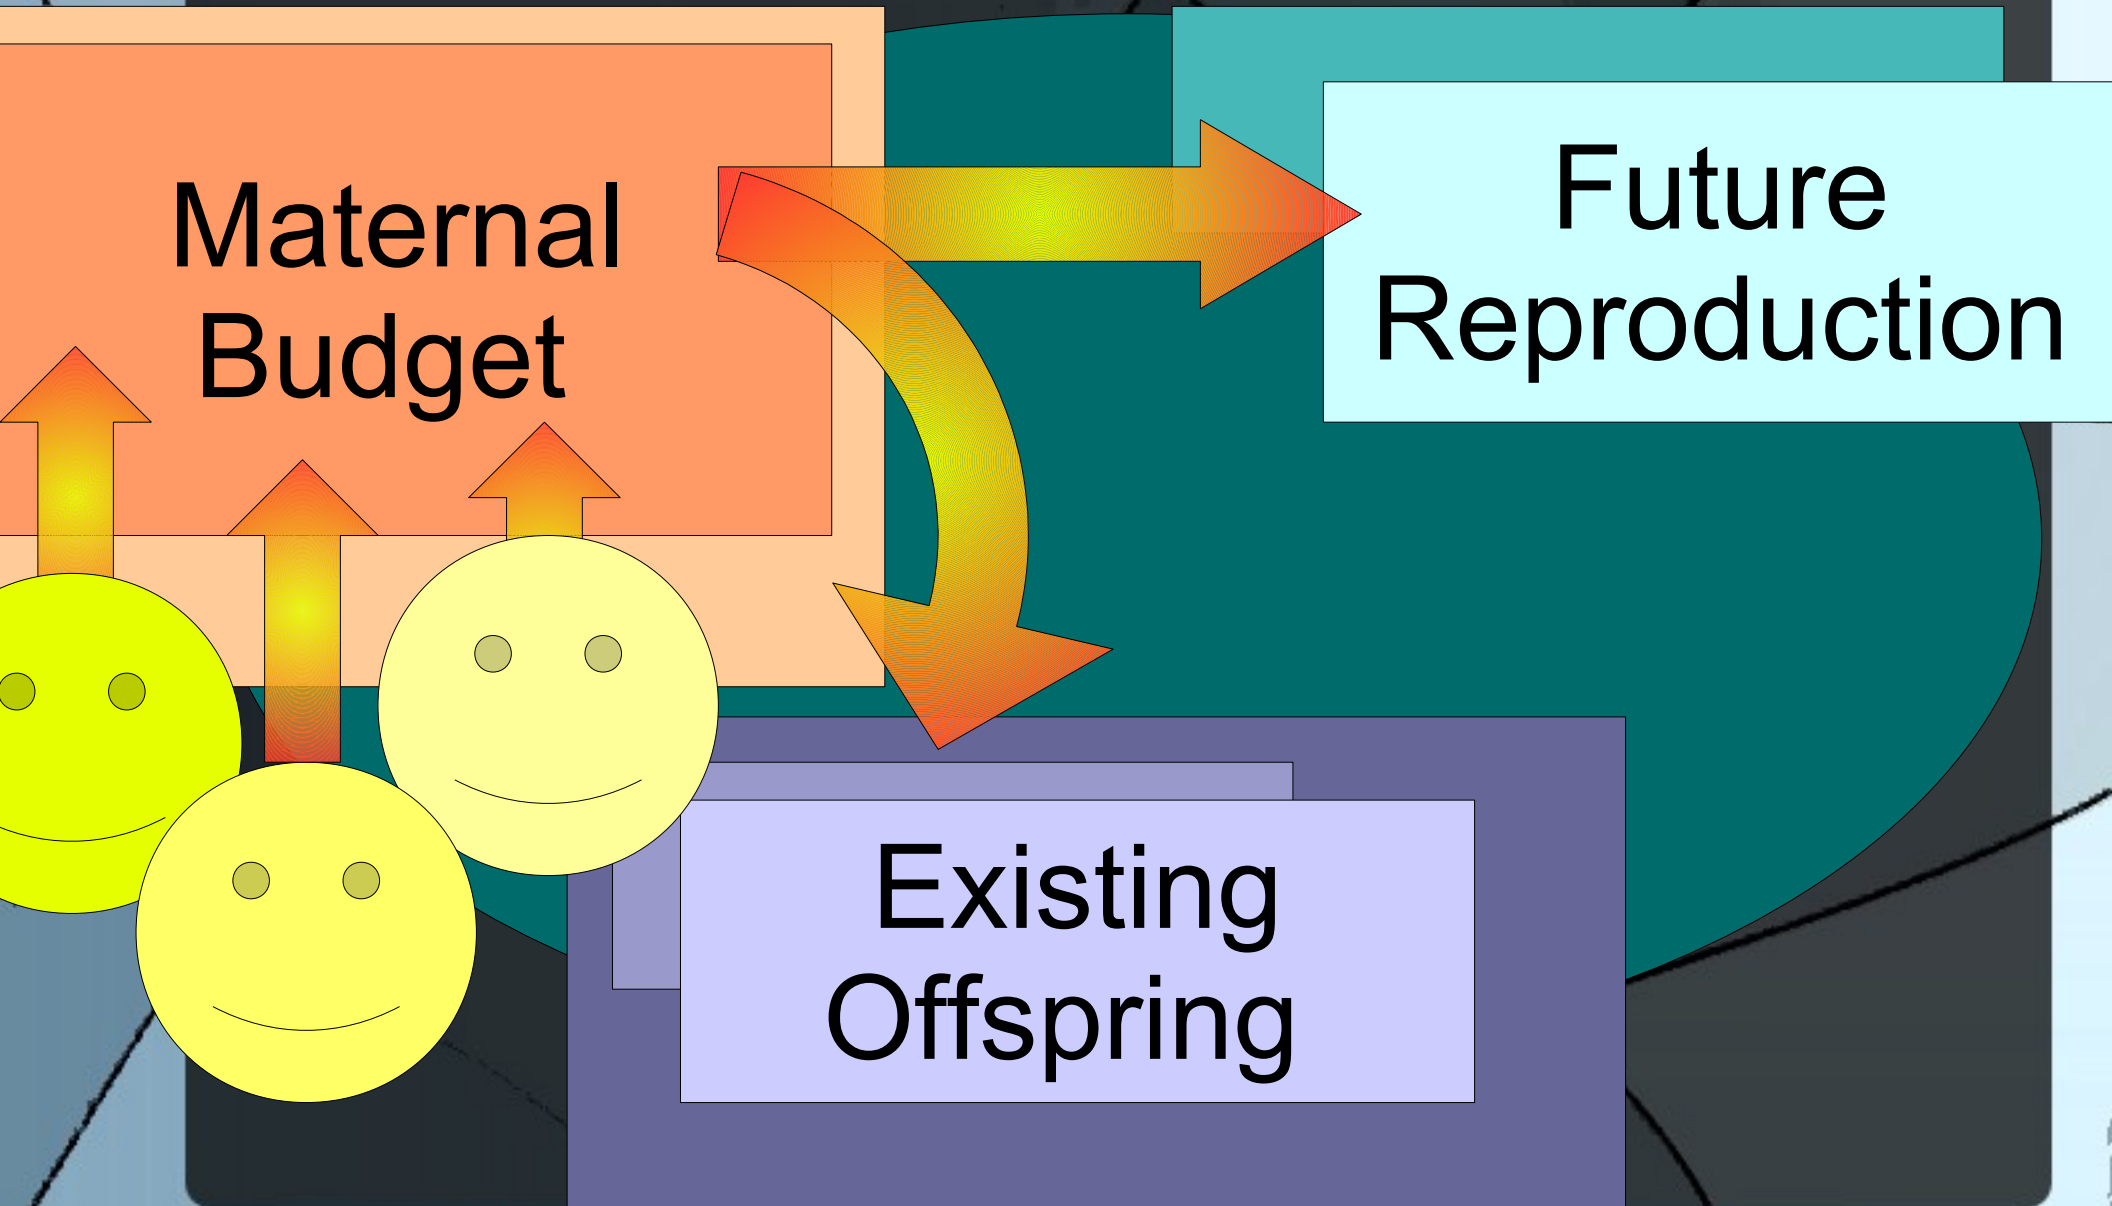 Maternal
Budget
Future
Reproduction
Existing
Offspring